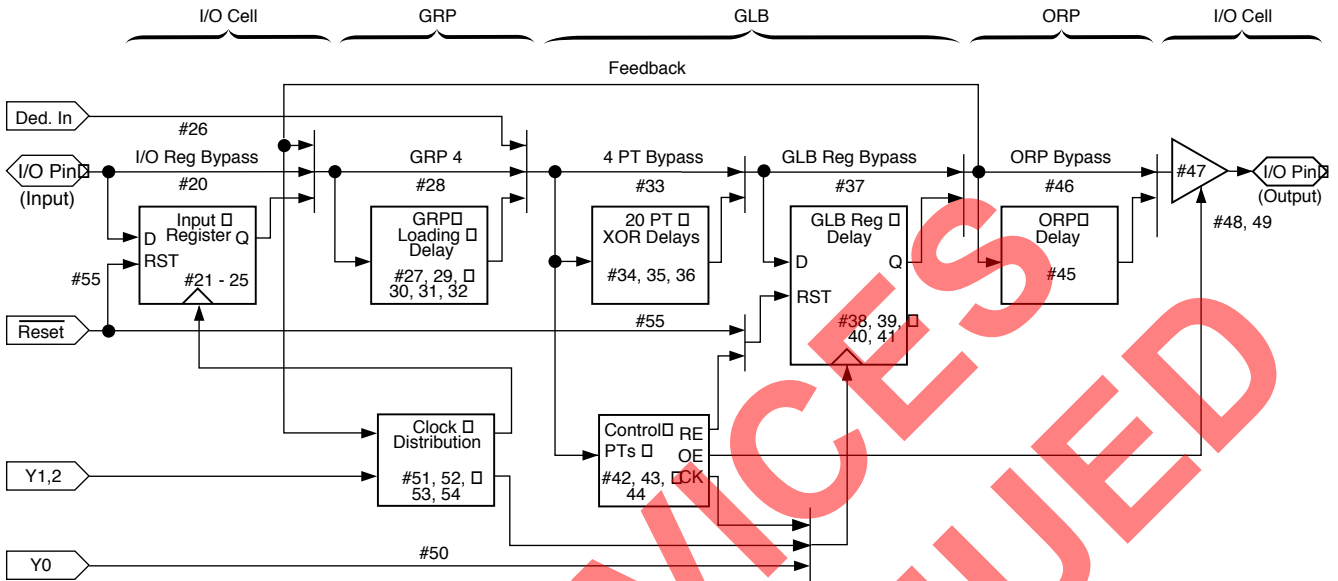 I/O Cell GRP GLB ORP I/O Cell
Feedback
Ded. In
#26
I/O Pin
(Input)
I/O Reg Bypass
#20
GRP 4
#28
4 PT Bypass
#33
GLB Reg Bypass
#37
ORP Bypass
#46
#47
I/O Pin
(Output)
#48, 49
Input
Register
D Q
RST
#21 - 25
#55
GRP
Loading
Delay
#27, 29,
30, 31, 32
20 PT
XOR Delays
#34, 35, 36
GLB Reg
Delay
D Q
RST
#38, 39,
40, 41
ORP
Delay
#45
Reset
#55
Clock
Distribution
#51, 52,
53, 54
Control
PTs
RE
OE
CK
#42, 43,
44
Y1,2
Y0
#50
VICES
UED